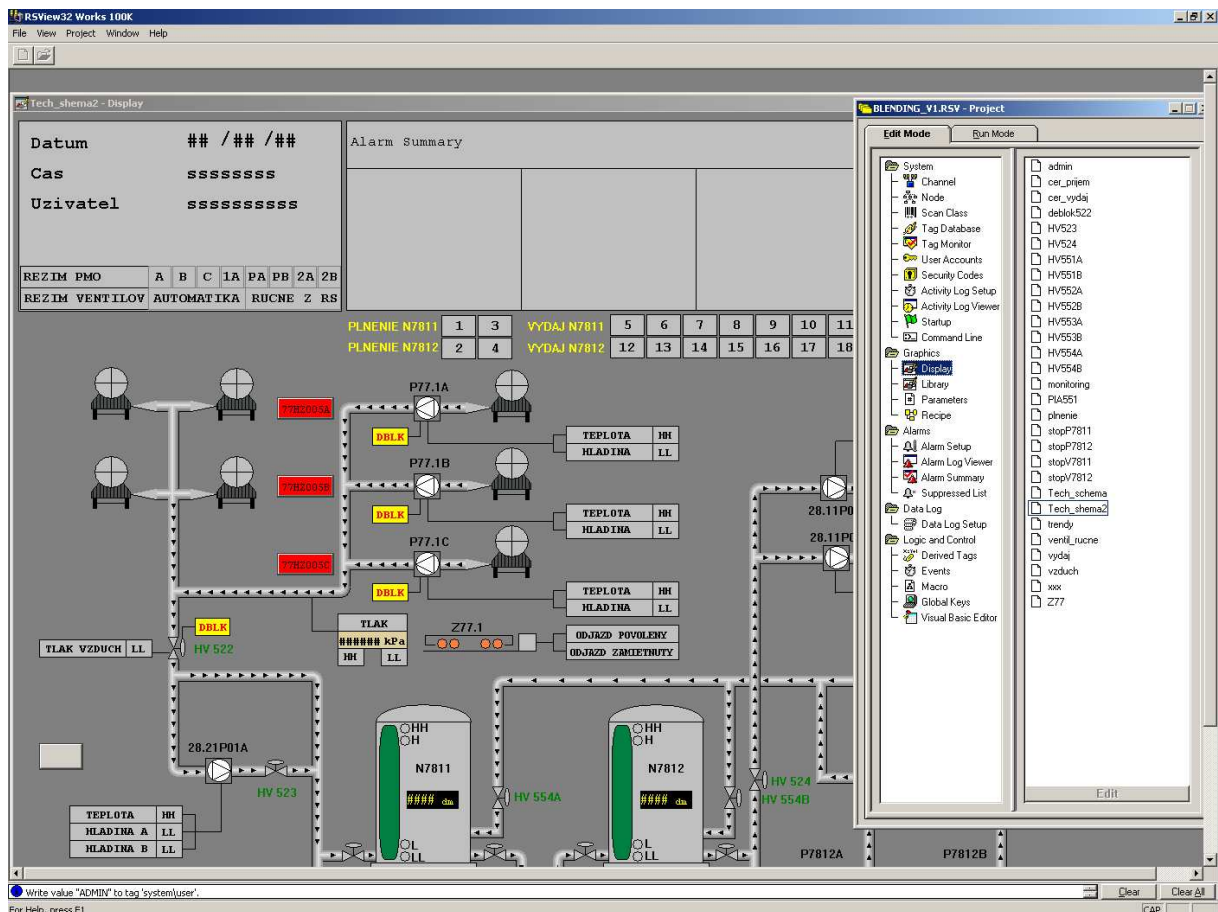 RSView32 Works 100K
File View Project Window Help
Tech_shema2 - Display
Datum ## /## /##
Cas ssssssss
Uzivatel ssssssssss
REZIM PMO A B C 1A PA PB 2A 2B
REZIM VENTILOV AUTOMATIKA RUCNE Z RS
Alarm Summary
PLNENIE N7811 1 3 VYDAJ N7811 5 6 7 8 9 10 11
PLNENIE N7812 2 4 VYDAJ N7812 12 13 14 15 16 17 18
77HZ005A
P77.1A
DBLK
TEPLOTA HH
HLADINA LL
77HZ005B
P77.1B
DBLK
TEPLOTA HH
HLADINA LL
77HZ005C
P77.1C
DBLK
TEPLOTA HH
HLADINA LL
28.11P0
28.11P0
TLAK
###### kPa
HH LL
Z77.1
ODJAZD POVOLENY
ODJAZD ZAMIETNUTY
TLAK VZDUCH LL
DBLK
HV 522
28.21P01A
HV 523
TEPLOTA HH
HLADINA A LL
HLADINA B LL
HH
H
N7811
#### dm
L
LL
HV 554A
HH
H
N7812
#### dm
L
LL
HV 524
HV 554B
P7812A
P7812B
BLENDING_V1.RSV - Project
Edit Mode Run Mode
System
Channel
Node
Scan Class
Tag Database
Tag Monitor
User Accounts
Security Codes
Activity Log Setup
Activity Log Viewer
Startup
Command Line
Graphics
Display
Library
Parameters
Recipe
Alarms
Alarm Setup
Alarm Log Viewer
Alarm Summary
Suppressed List
Data Log
Data Log Setup
Logic and Control
Derived Tags
Events
Macro
Global Keys
Visual Basic Editor
admin
cer_prijem
cer_vydaj
deblok522
HV523
HV524
HV551A
HV551B
HV552A
HV552B
HV553A
HV553B
HV554A
HV554B
monitoring
PIA551
plnenie
stopP7811
stopP7812
stopV7811
stopV7812
Tech_schema
Tech_shema2
trendy
ventil_rucne
vydaj
vzduch
xxx
Z77
Edit
Write value "ADMIN" to tag 'system\user'.
Clear Clear All
For Help, press F1
CAP